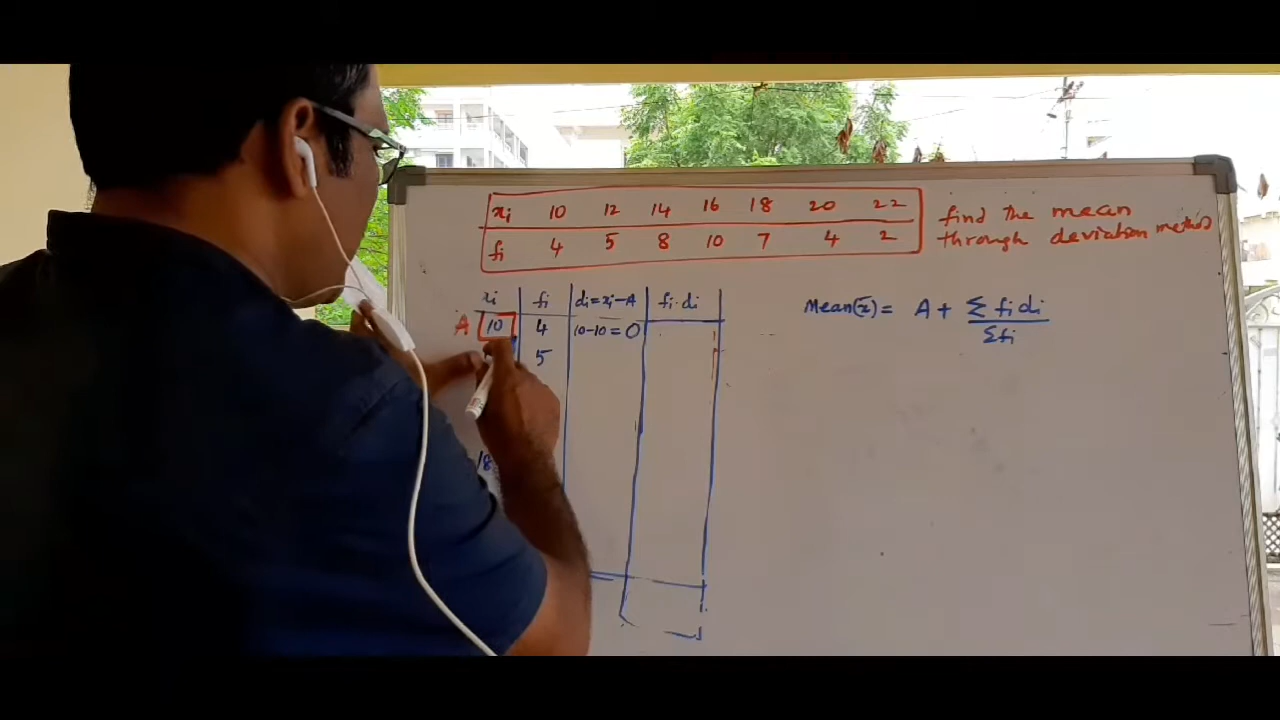 xi 10 12 14 16 18 20 22
fi 4 5 8 10 7 4 2
find the mean
through deviation method
xi fi di = xi - A fi·di
A 10 4 10-10 = 0
5
18
Mean(x̄) = A + Σ fi di / Σfi